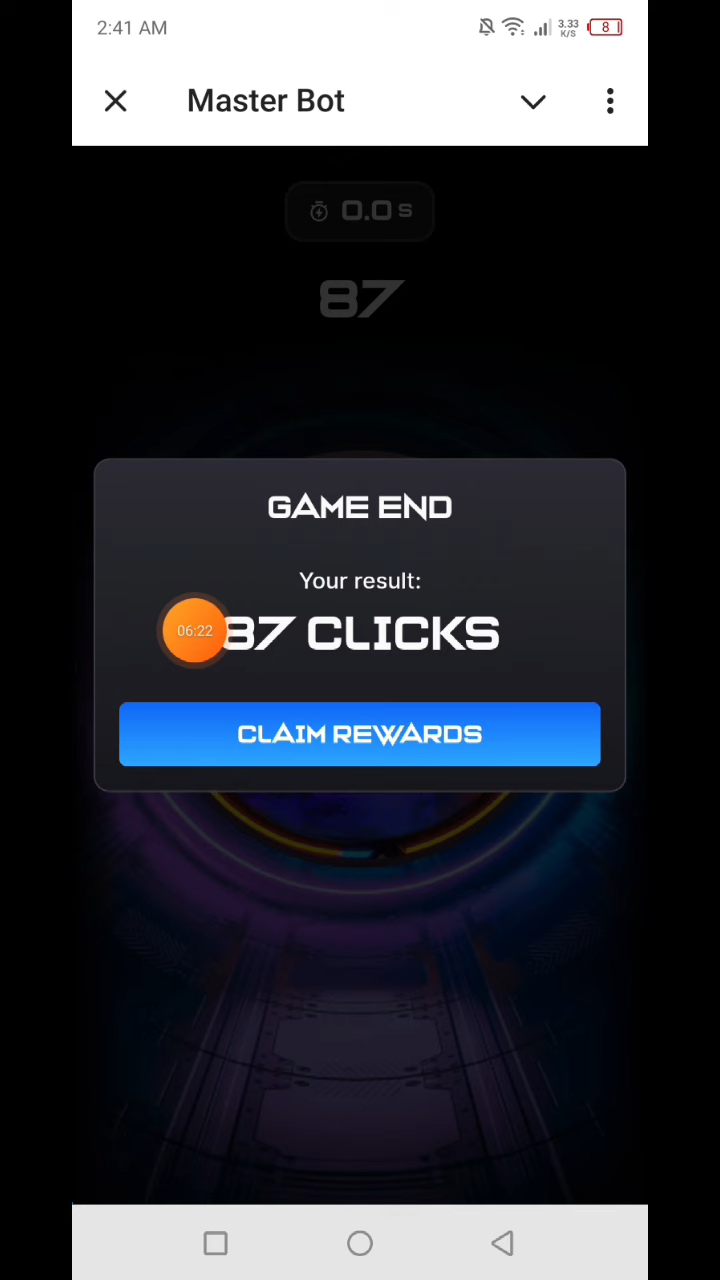 2:41 AM
3.33
K/S
8
Master Bot
0.0 S
87
GAME END
Your result:
06:22
87 CLICKS
CLAIM REWARDS